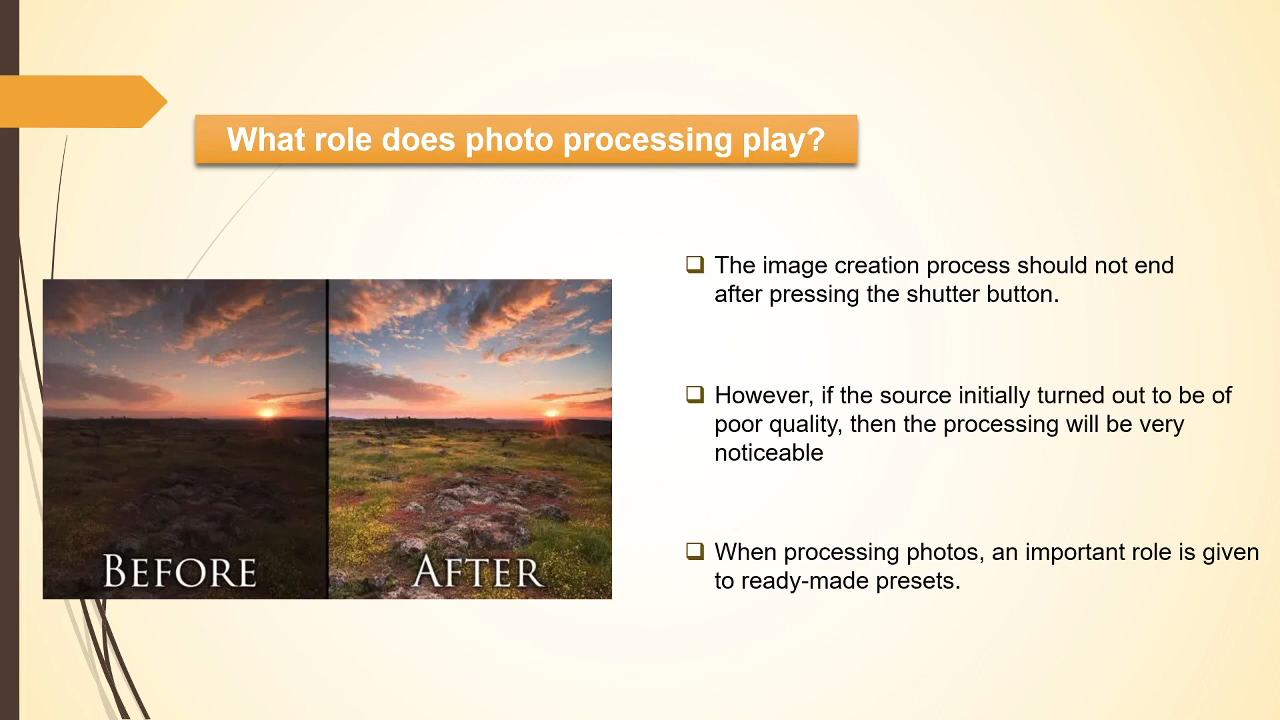 What role does photo processing play?
The image creation process should not end
after pressing the shutter button.
However, if the source initially turned out to be of
poor quality, then the processing will be very
noticeable
When processing photos, an important role is given
to ready-made presets.
BEFORE
AFTER